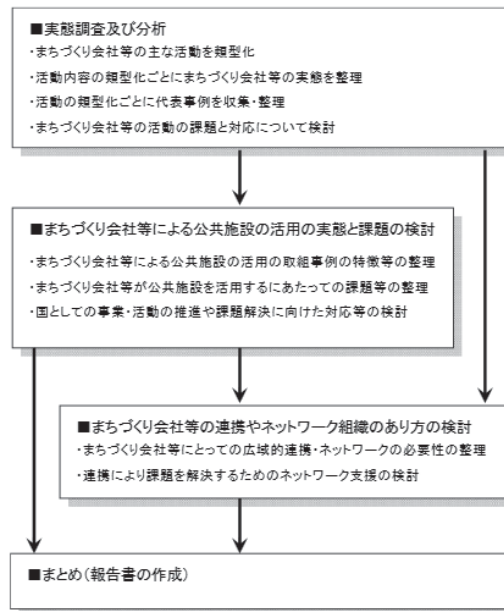 ■実態調査及び分析
・まちづくり会社等の主な活動を類型化
・活動内容の類型化ごとにまちづくり会社等の実態を整理
・活動の類型化ごとに代表事例を収集・整理
・まちづくり会社等の活動の課題と対応について検討
■まちづくり会社等による公共施設の活用の実態と課題の検討
・まちづくり会社等による公共施設の活用の取組事例の特徴等の整理
・まちづくり会社等が公共施設を活用するにあたっての課題等の整理
・国としての事業・活動の推進や課題解決に向けた対応等の検討
■まちづくり会社等の連携やネットワーク組織のあり方の検討
・まちづくり会社等にとっての広域的連携・ネットワークの必要性の整理
・連携により課題を解決するためのネットワーク支援の検討
■まとめ（報告書の作成）